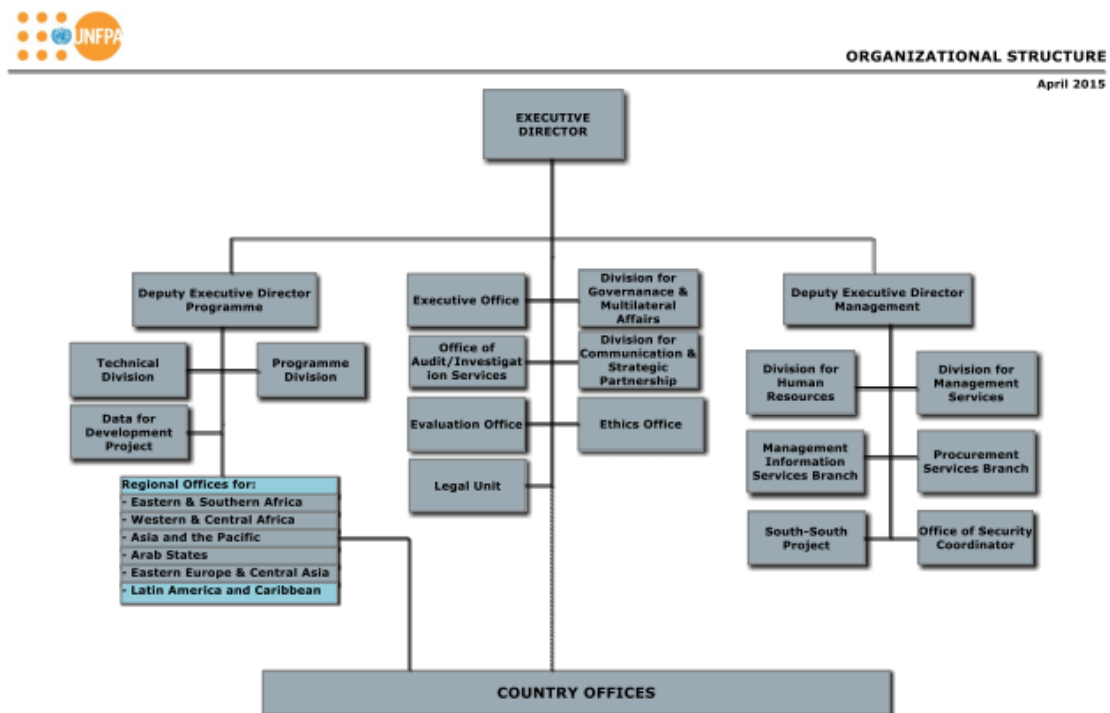 UNFPA
ORGANIZATIONAL STRUCTURE
April 2015
EXECUTIVE
DIRECTOR
Deputy Executive Director
Programme
Executive Office
Division for
Governanace &
Multilateral
Affairs
Deputy Executive Director
Management
Technical
Division
Programme
Division
Office of
Audit/Investigat
ion Services
Division for
Communication &
Strategic
Partnership
Division for
Human
Resources
Division for
Management
Services
Data for
Development
Project
Evaluation Office
Ethics Office
Management
Information
Services Branch
Procurement
Services Branch
Legal Unit
Regional Offices for:
- Eastern & Southern Africa
- Western & Central Africa
- Asia and the Pacific
- Arab States
- Eastern Europe & Central Asia
- Latin America and Caribbean
South-South
Project
Office of Security
Coordinator
COUNTRY OFFICES